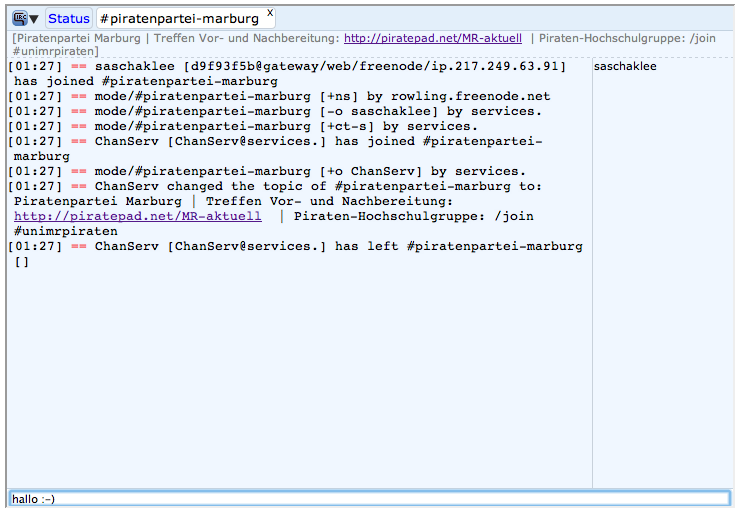 IRC Status #piratenpartei-marburg X
[Piratenpartei Marburg | Treffen Vor- und Nachbereitung: http://piratepad.net/MR-aktuell | Piraten-Hochschulgruppe: /join
#unimrpiraten]
[01:27] == saschaklee [d9f93f5b@gateway/web/freenode/ip.217.249.63.91]
has joined #piratenpartei-marburg
[01:27] == mode/#piratenpartei-marburg [+ns] by rowling.freenode.net
[01:27] == mode/#piratenpartei-marburg [-o saschaklee] by services.
[01:27] == mode/#piratenpartei-marburg [+ct-s] by services.
[01:27] == ChanServ [ChanServ@services.] has joined #piratenpartei-
marburg
[01:27] == mode/#piratenpartei-marburg [+o ChanServ] by services.
[01:27] == ChanServ changed the topic of #piratenpartei-marburg to:
Piratenpartei Marburg | Treffen Vor- und Nachbereitung:
http://piratepad.net/MR-aktuell | Piraten-Hochschulgruppe: /join
#unimrpiraten
[01:27] == ChanServ [ChanServ@services.] has left #piratenpartei-marburg
[]
saschaklee
hallo :-)